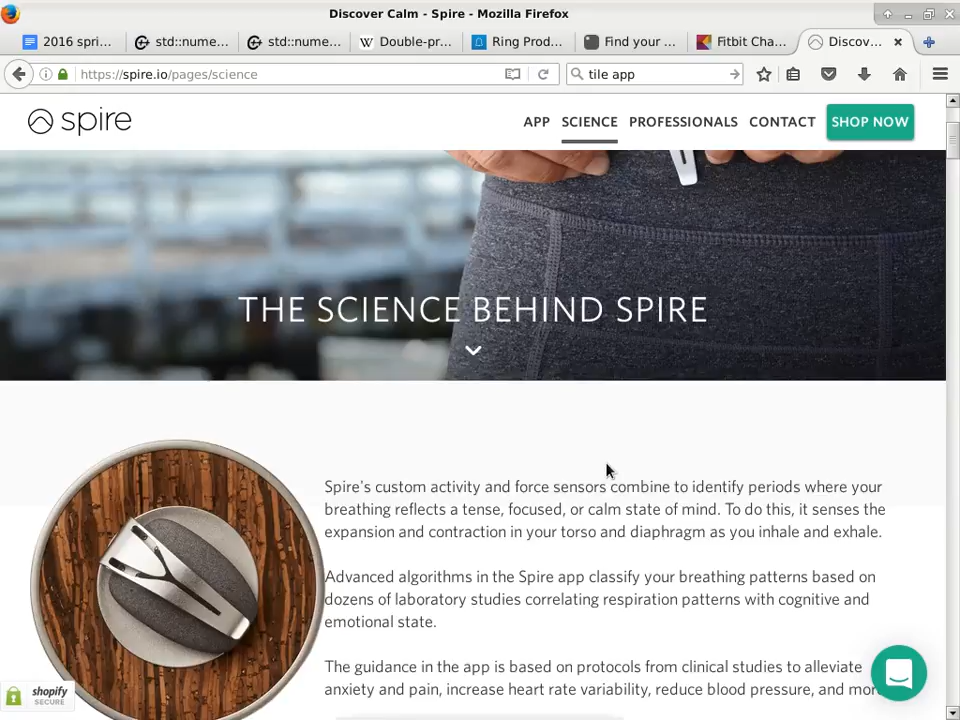 Discover Calm - Spire - Mozilla Firefox
2016 spri...
std::nume...
std::nume...
Double-pr...
Ring Prod...
Find your ...
Fitbit Cha...
Discov...
https://spire.io/pages/science
tile app
spire
APP
SCIENCE
PROFESSIONALS
CONTACT
SHOP NOW
THE SCIENCE BEHIND SPIRE
Spire's custom activity and force sensors combine to identify periods where your
breathing reflects a tense, focused, or calm state of mind. To do this, it senses the
expansion and contraction in your torso and diaphragm as you inhale and exhale.
Advanced algorithms in the Spire app classify your breathing patterns based on
dozens of laboratory studies correlating respiration patterns with cognitive and
emotional state.
The guidance in the app is based on protocols from clinical studies to alleviate
anxiety and pain, increase heart rate variability, reduce blood pressure, and mor
shopify
SECURE